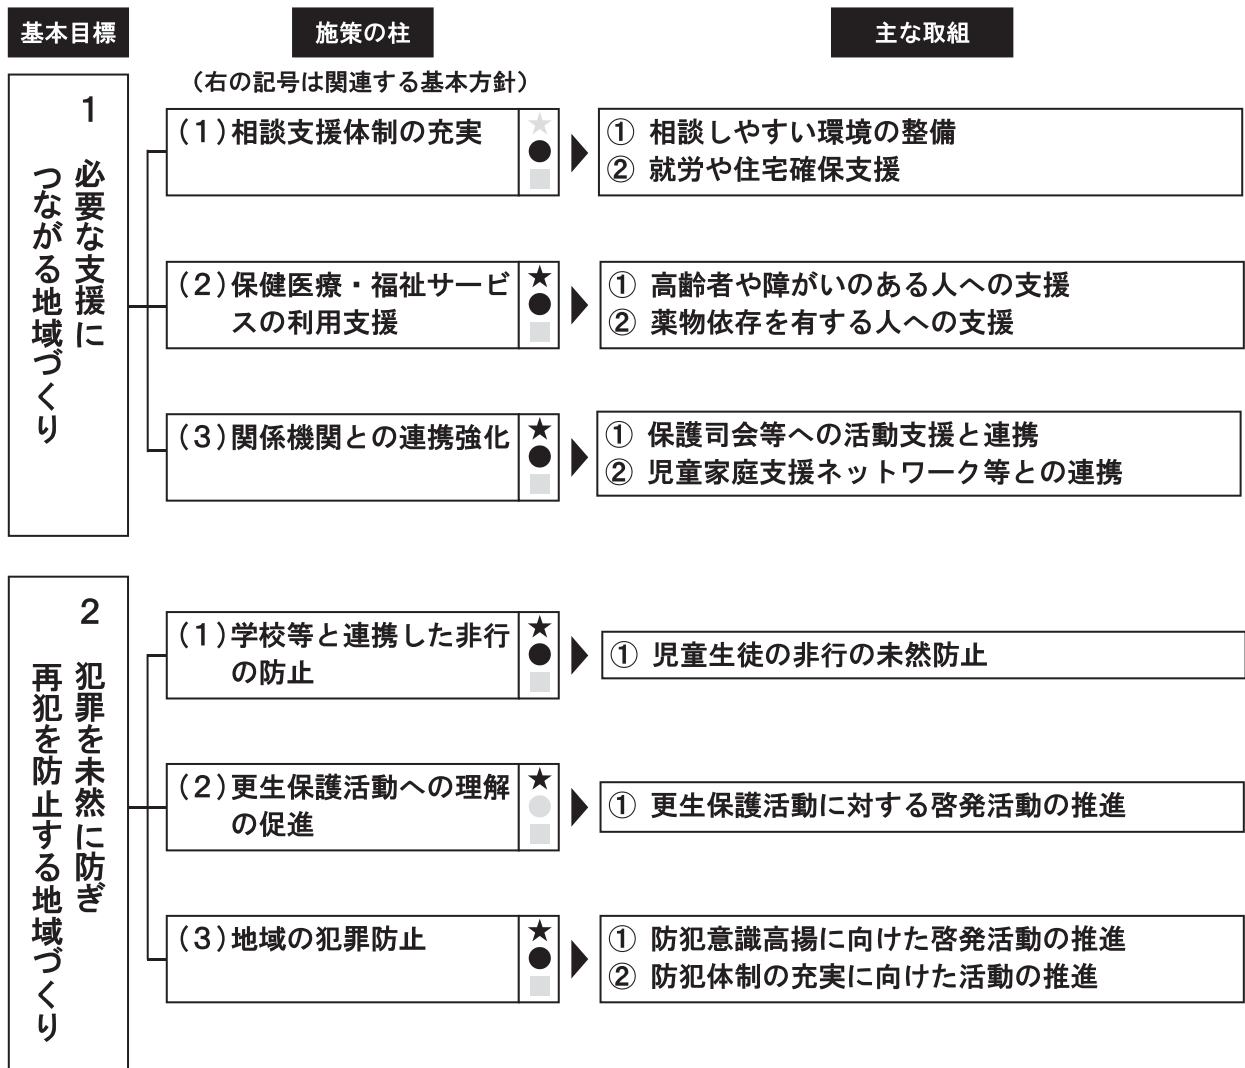 基本目標
施策の柱
主な取組
（右の記号は関連する基本方針）
1 必要な支援に
つながる地域づくり
（1）相談支援体制の充実
★
●
■
① 相談しやすい環境の整備
② 就労や住宅確保支援
（2）保健医療・福祉サービ
スの利用支援
★
●
■
① 高齢者や障がいのある人への支援
② 薬物依存を有する人への支援
（3）関係機関との連携強化
★
●
■
① 保護司会等への活動支援と連携
② 児童家庭支援ネットワーク等との連携
2 犯罪を未然に防ぎ
再犯を防止する地域づくり
（1）学校等と連携した非行
の防止
★
●
■
① 児童生徒の非行の未然防止
（2）更生保護活動への理解
の促進
★
●
■
① 更生保護活動に対する啓発活動の推進
（3）地域の犯罪防止
★
●
■
① 防犯意識高揚に向けた啓発活動の推進
② 防犯体制の充実に向けた活動の推進